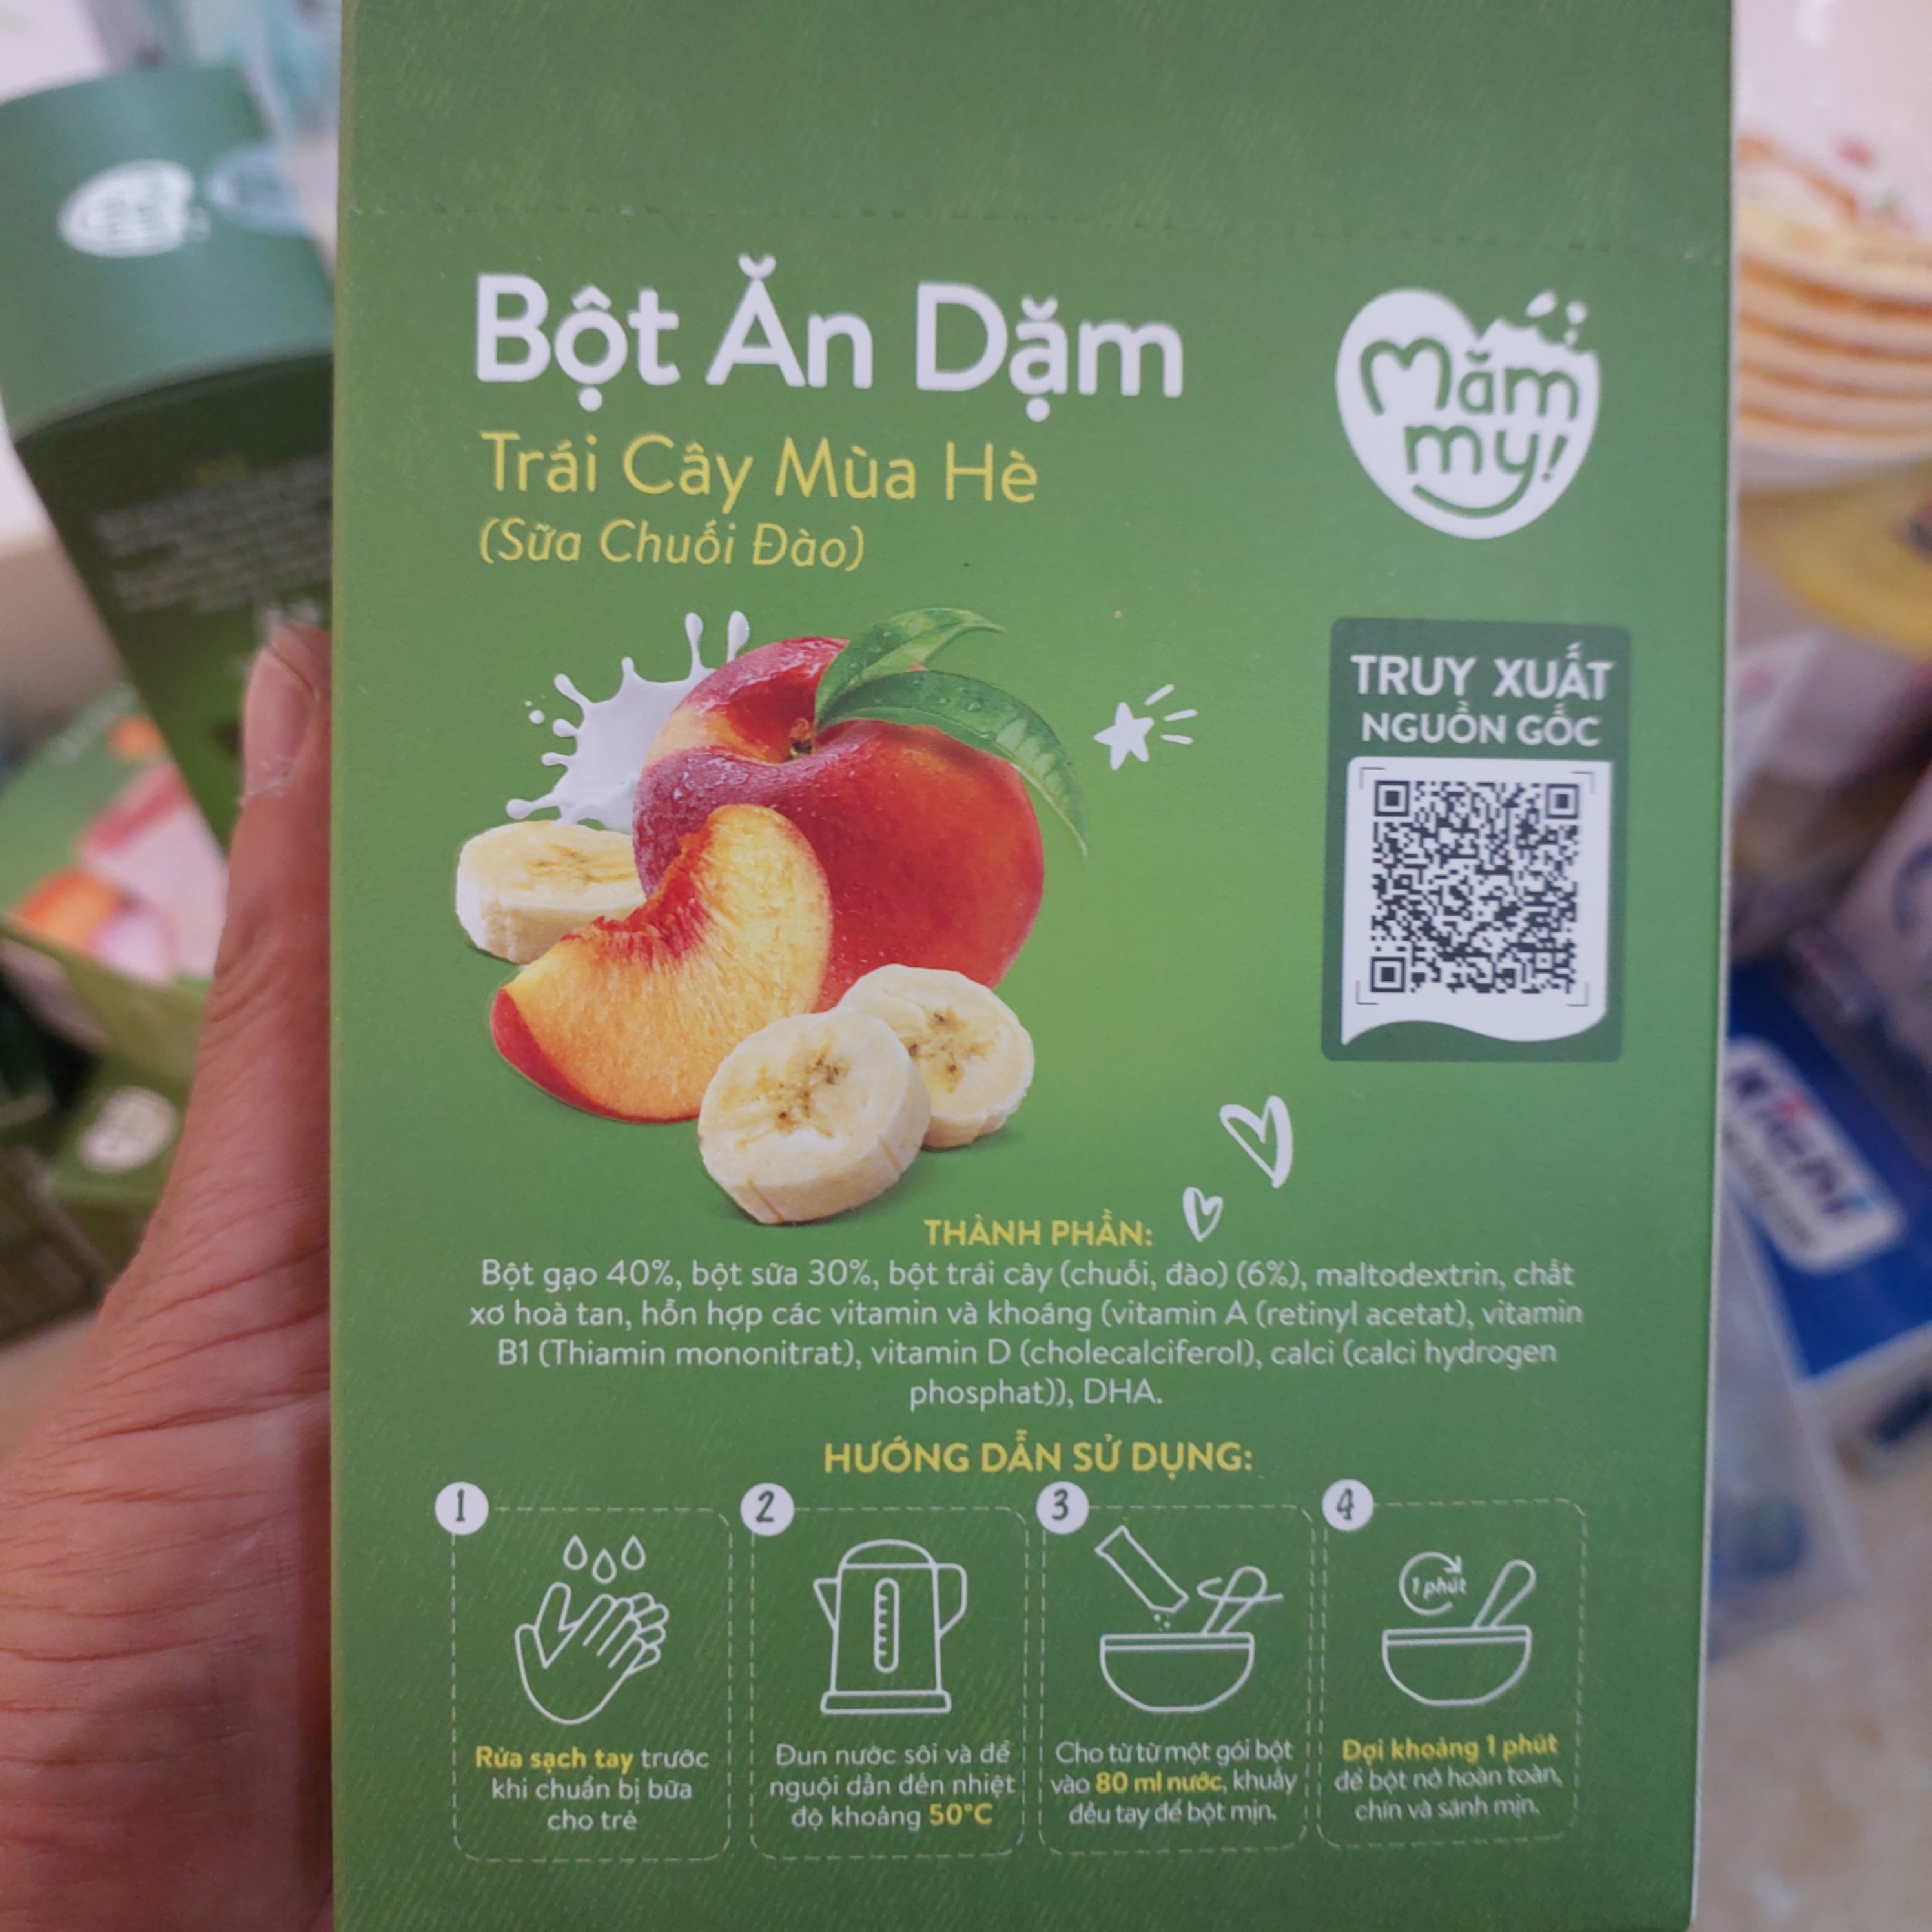 Bột Ăn Dặm
Trái Cây Mùa Hè
(Sữa Chuối Đào)
Măm
my!
TRUY XUẤT
NGUỒN GỐC
THÀNH PHẦN:
Bột gạo 40%, bột sữa 30%, bột trái cây (chuối, đào) (6%), maltodextrin, chất
xơ hoà tan, hỗn hợp các vitamin và khoáng (vitamin A (retinyl acetat), vitamin
B1 (Thiamin mononitrat), vitamin D (cholecalciferol), calci (calci hydrogen
phosphat)), DHA.
HƯỚNG DẪN SỬ DỤNG:
1
Rửa sạch tay trước
khi chuẩn bị bữa
cho trẻ
2
Đun nước sôi và để
nguội dần đến nhiệt
độ khoảng 50°C
3
Cho từ từ một gói bột
vào 80 ml nước, khuấy
đều tay để bột mịn.
4
1 phút
Đợi khoảng 1 phút
để bột nở hoàn toàn,
chín và sánh mịn.